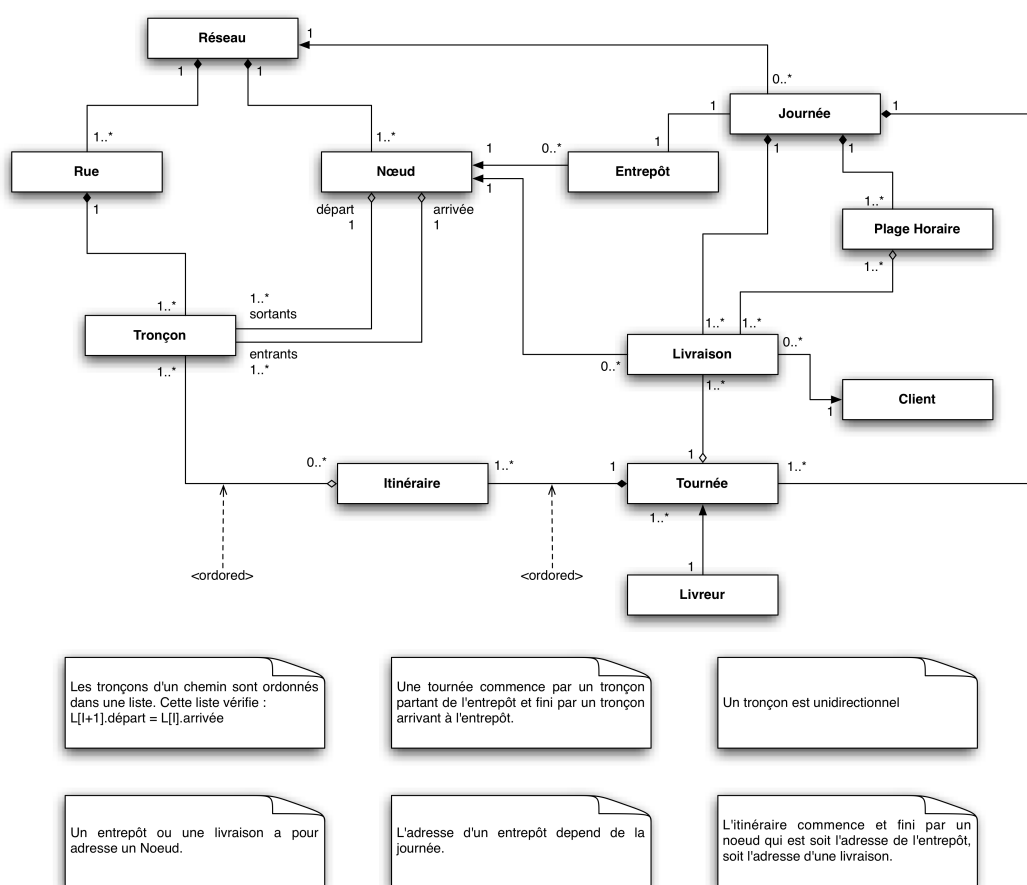 Réseau
1
1
1
0..*
Journée
1
1
1
1
1
1..*
1..*
Rue
Nœud
1
1
0..*
Entrepôt
1
1..*
Plage Horaire
1..*
départ
1
arrivée
1
1..*
sortants
1..*
Tronçon
entrants
1..*
1..*
1..*
1..*
Livraison
0..*
0..*
1..*
1
Client
0..*
Itinéraire
1..*
1
1
Tournée
1..*
1..*
<ordored>
<ordored>
1
Livreur
Les tronçons d'un chemin sont ordonnés
dans une liste. Cette liste vérifie :
L[I+1].départ = L[I].arrivée
Une tournée commence par un tronçon
partant de l'entrepôt et fini par un tronçon
arrivant à l'entrepôt.
Un tronçon est unidirectionnel
Un entrepôt ou une livraison a pour
adresse un Noeud.
L'adresse d'un entrepôt depend de la
journée.
L'itinéraire commence et fini par un
noeud qui est soit l'adresse de l'entrepôt,
soit l'adresse d'une livraison.